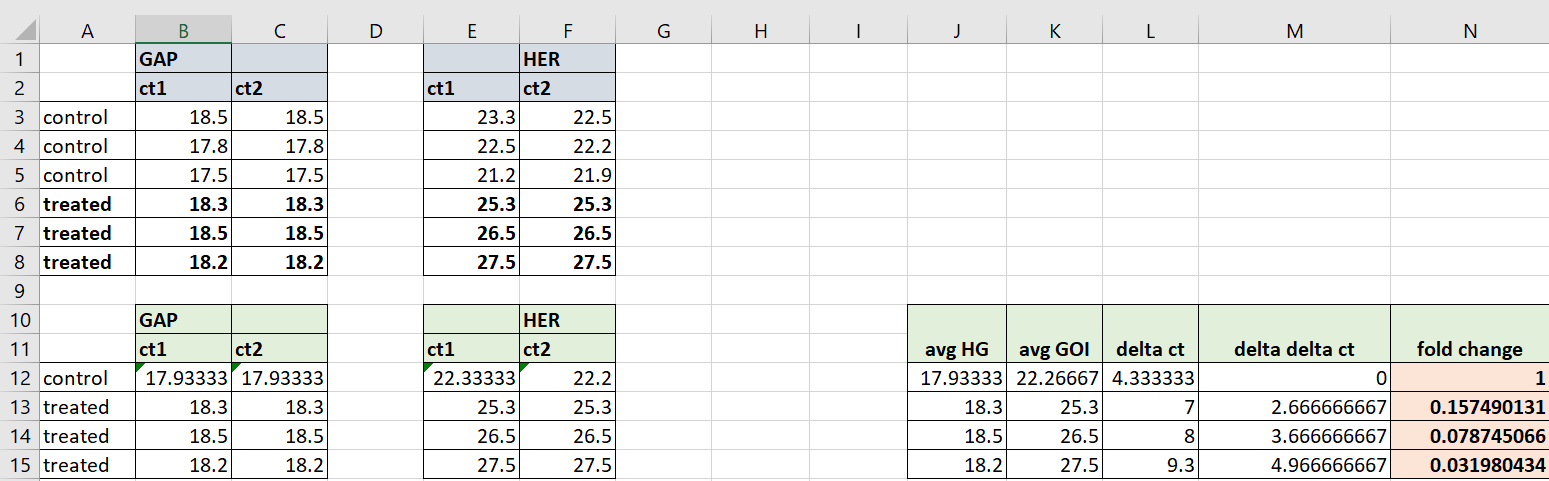 A B C D E F G H I J K L M N
1 GAP HER
2 ct1 ct2 ct1 ct2
3 control 18.5 18.5 23.3 22.5
4 control 17.8 17.8 22.5 22.2
5 control 17.5 17.5 21.2 21.9
6 treated 18.3 18.3 25.3 25.3
7 treated 18.5 18.5 26.5 26.5
8 treated 18.2 18.2 27.5 27.5
9
10 GAP HER
11 ct1 ct2 ct1 ct2 avg HG avg GOI delta ct delta delta ct fold change
12 control 17.93333 17.93333 22.33333 22.2 17.93333 22.26667 4.333333 0 1
13 treated 18.3 18.3 25.3 25.3 18.3 25.3 7 2.666666667 0.157490131
14 treated 18.5 18.5 26.5 26.5 18.5 26.5 8 3.666666667 0.078745066
15 treated 18.2 18.2 27.5 27.5 18.2 27.5 9.3 4.966666667 0.031980434